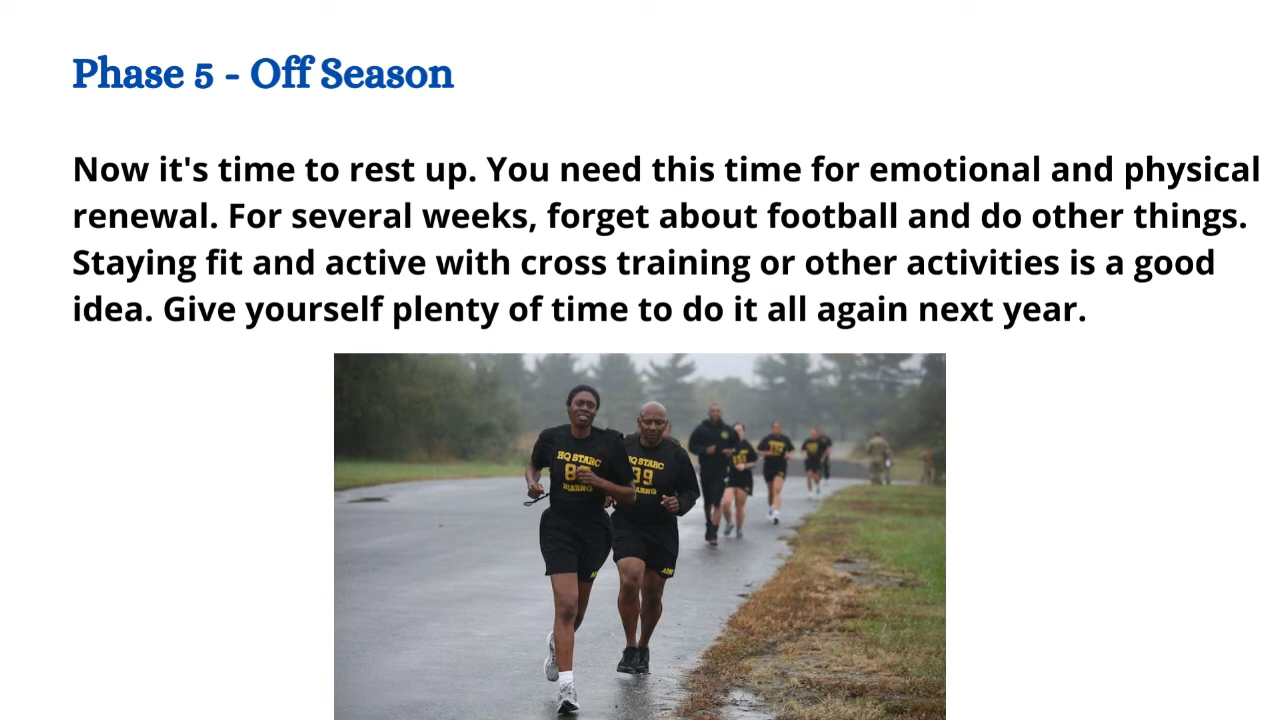 Phase 5 - Off Season
Now it's time to rest up. You need this time for emotional and physical
renewal. For several weeks, forget about football and do other things.
Staying fit and active with cross training or other activities is a good
idea. Give yourself plenty of time to do it all again next year.
HQ STARC
HQ STARC
99